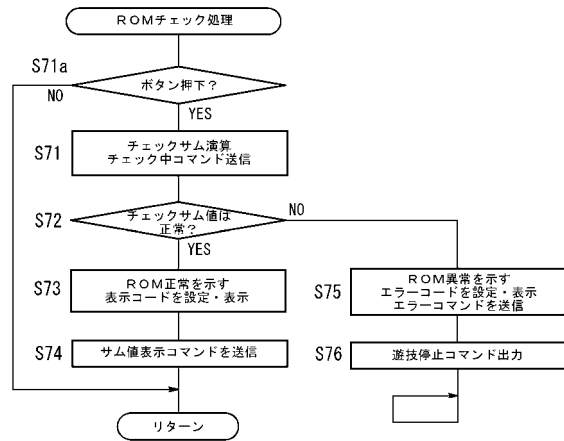 ROMチェック処理
S71a
ボタン押下？
NO
YES
S71
チェックサム演算
チェック中コマンド送信
S72
チェックサム値は
正常？
NO
YES
S73
ROM正常を示す
表示コードを設定・表示
S75
ROM異常を示す
エラーコードを設定・表示
エラーコマンドを送信
S74
サム値表示コマンドを送信
S76
遊技停止コマンド出力
リターン